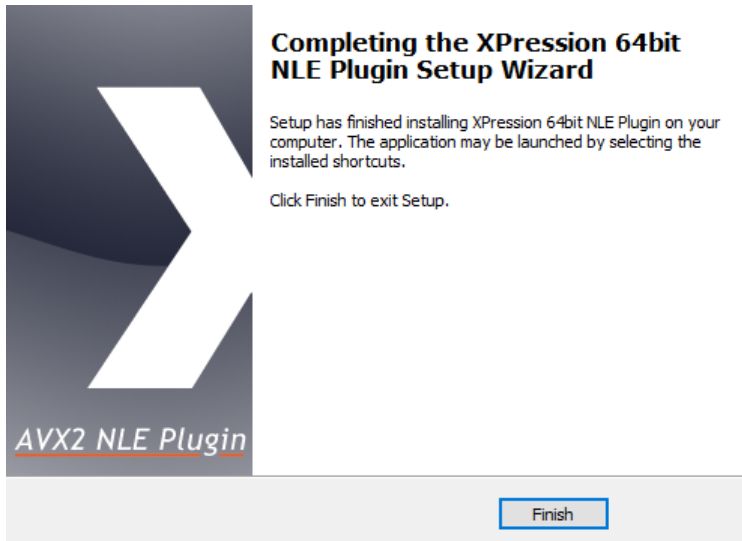 Completing the XPression 64bit
NLE Plugin Setup Wizard
Setup has finished installing XPression 64bit NLE Plugin on your
computer. The application may be launched by selecting the
installed shortcuts.
Click Finish to exit Setup.
AVX2 NLE Plugin
Finish